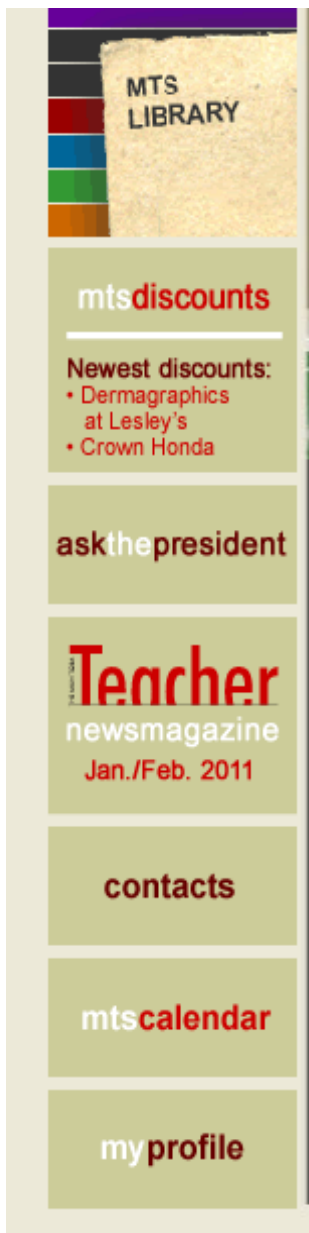 MTS
LIBRARY
mtsdiscounts
Newest discounts:
• Dermagraphics
at Lesley's
• Crown Honda
askthepresident
Teacher
newsmagazine
Jan./Feb. 2011
contacts
mtscalendar
myprofile